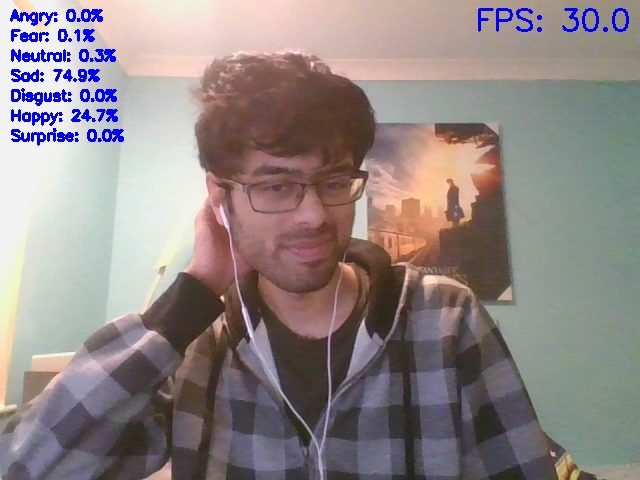 Angry: 0.0%
Fear: 0.1%
Neutral: 0.3%
Sad: 74.9%
Disgust: 0.0%
Happy: 24.7%
Surprise: 0.0%
FPS: 30.0
FANTASTIC